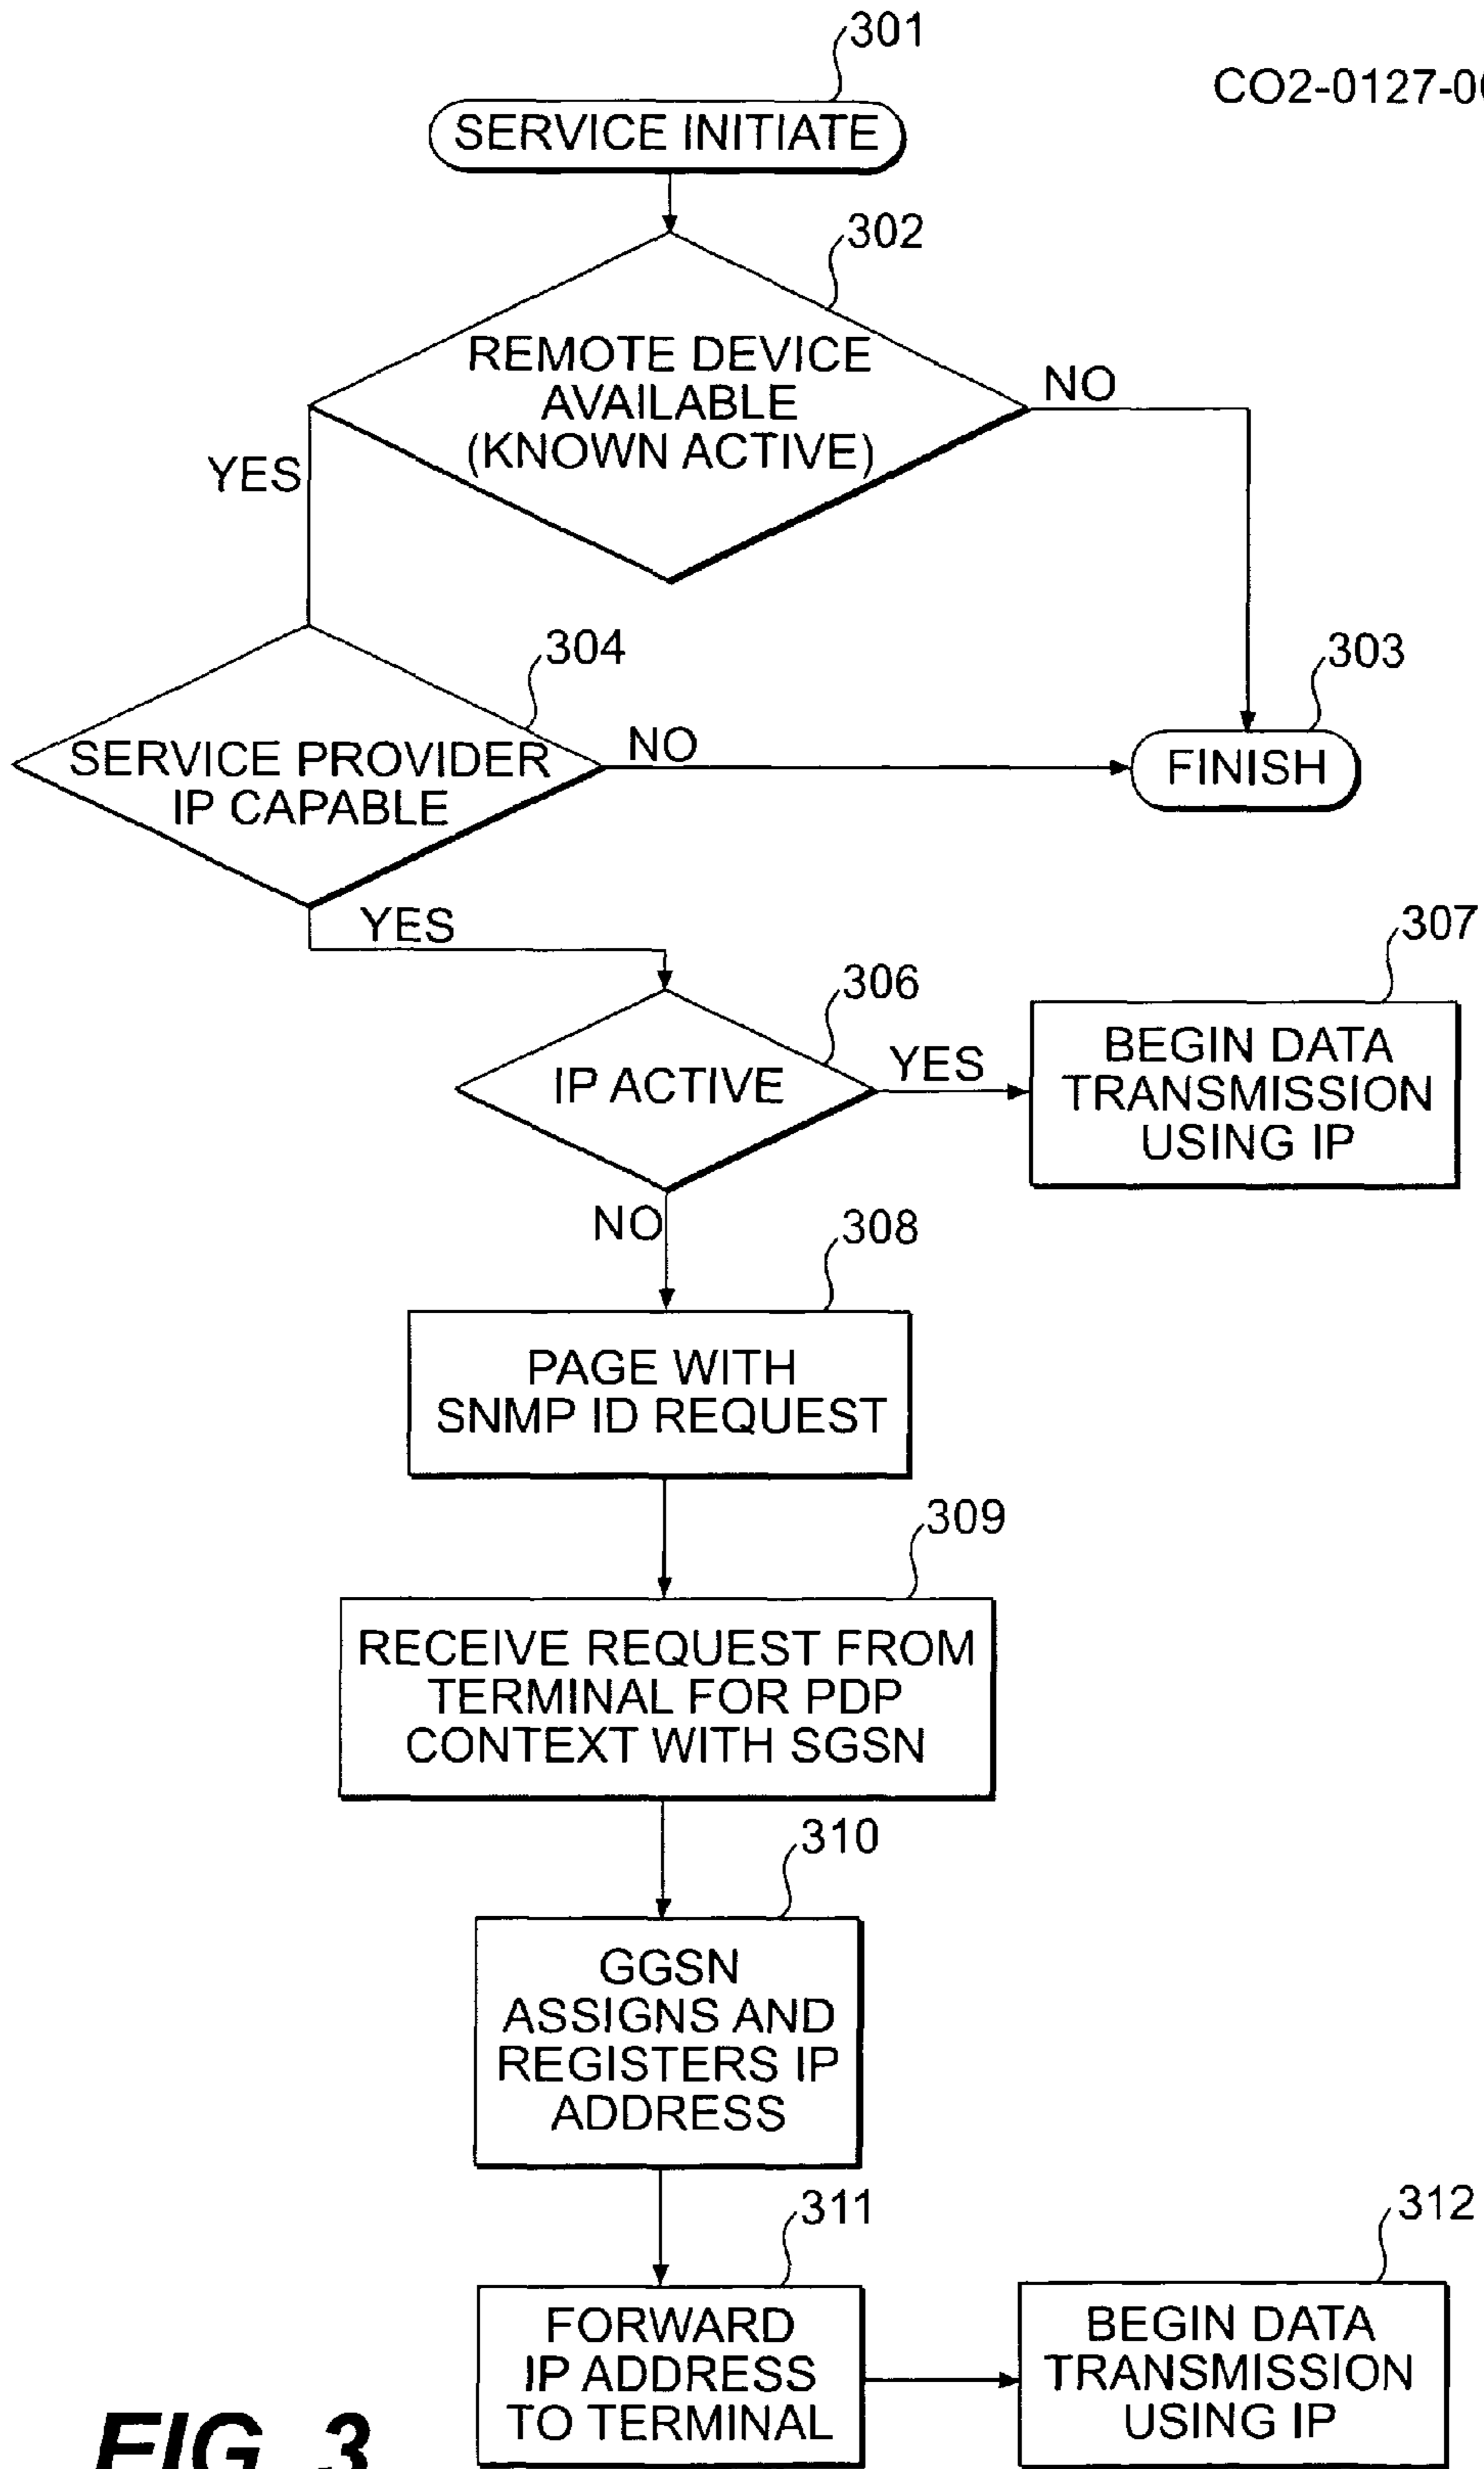 301
CO2-0127-0
SERVICE INITIATE
302
REMOTE DEVICE
AVAILABLE
(KNOWN ACTIVE)
NO
YES
304
303
SERVICE PROVIDER
IP CAPABLE
NO
FINISH
YES
307
306
IP ACTIVE
YES
BEGIN DATA
TRANSMISSION
USING IP
NO
308
PAGE WITH
SNMP ID REQUEST
309
RECEIVE REQUEST FROM
TERMINAL FOR PDP
CONTEXT WITH SGSN
310
GGSN
ASSIGNS AND
REGISTERS IP
ADDRESS
311
312
FORWARD
IP ADDRESS
TO TERMINAL
BEGIN DATA
TRANSMISSION
USING IP
FIG. 3